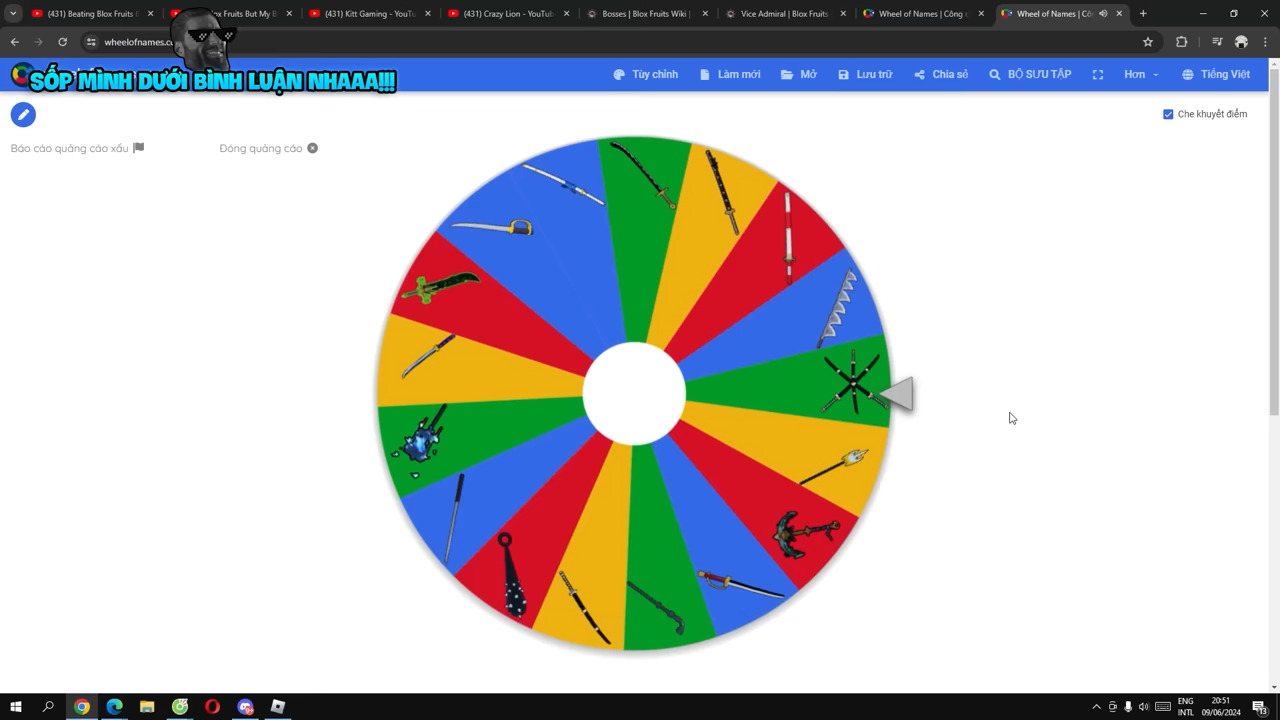 (431) Beating Blox Fruits B
Blox Fruits But My B
(431) Kitt Gaming - YouTu
(431) Crazy Lion - YouTub
Bosses | Blox Fruits Wiki |
Vice Admiral | Blox Fruits
Wheel of Names | Công c
Wheel of Names | Cô
wheelofnames.c
SỐP MÌNH DƯỚI BÌNH LUẬN NHAAA!!!
Tùy chỉnh
Làm mới
Mở
Lưu trữ
Chia sẻ
BỘ SƯU TẬP
Hơn
Tiếng Việt
Che khuyết điểm
Báo cáo quảng cáo xấu
Đóng quảng cáo
ENG
INTL
20:51
09/06/2024